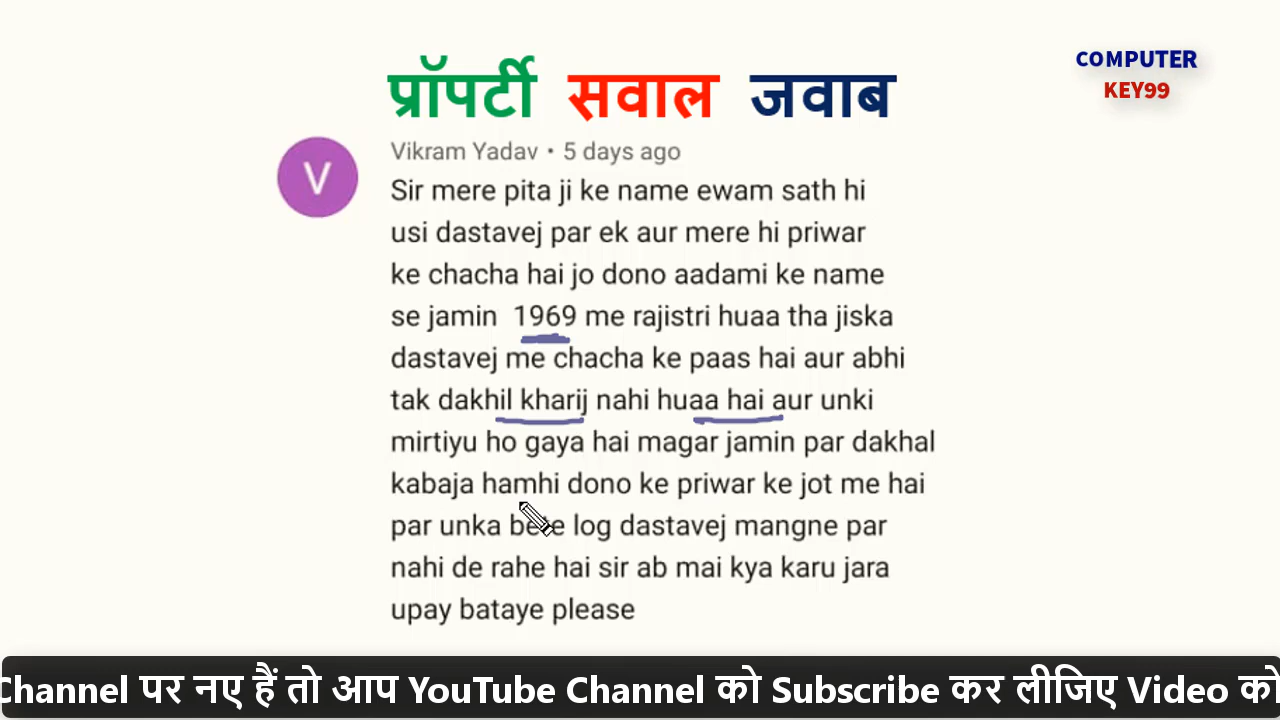 COMPUTER
KEY99
प्रॉपर्टी सवाल जवाब
V
Vikram Yadav • 5 days ago
Sir mere pita ji ke name ewam sath hi
usi dastavej par ek aur mere hi priwar
ke chacha hai jo dono aadami ke name
se jamin 1969 me rajistri huaa tha jiska
dastavej me chacha ke paas hai aur abhi
tak dakhil kharij nahi huaa hai aur unki
mirtiyu ho gaya hai magar jamin par dakhal
kabaja hamhi dono ke priwar ke jot me hai
par unka bete log dastavej mangne par
nahi de rahe hai sir ab mai kya karu jara
upay bataye please
Channel पर नए हैं तो आप YouTube Channel को Subscribe कर लीजिए Video को